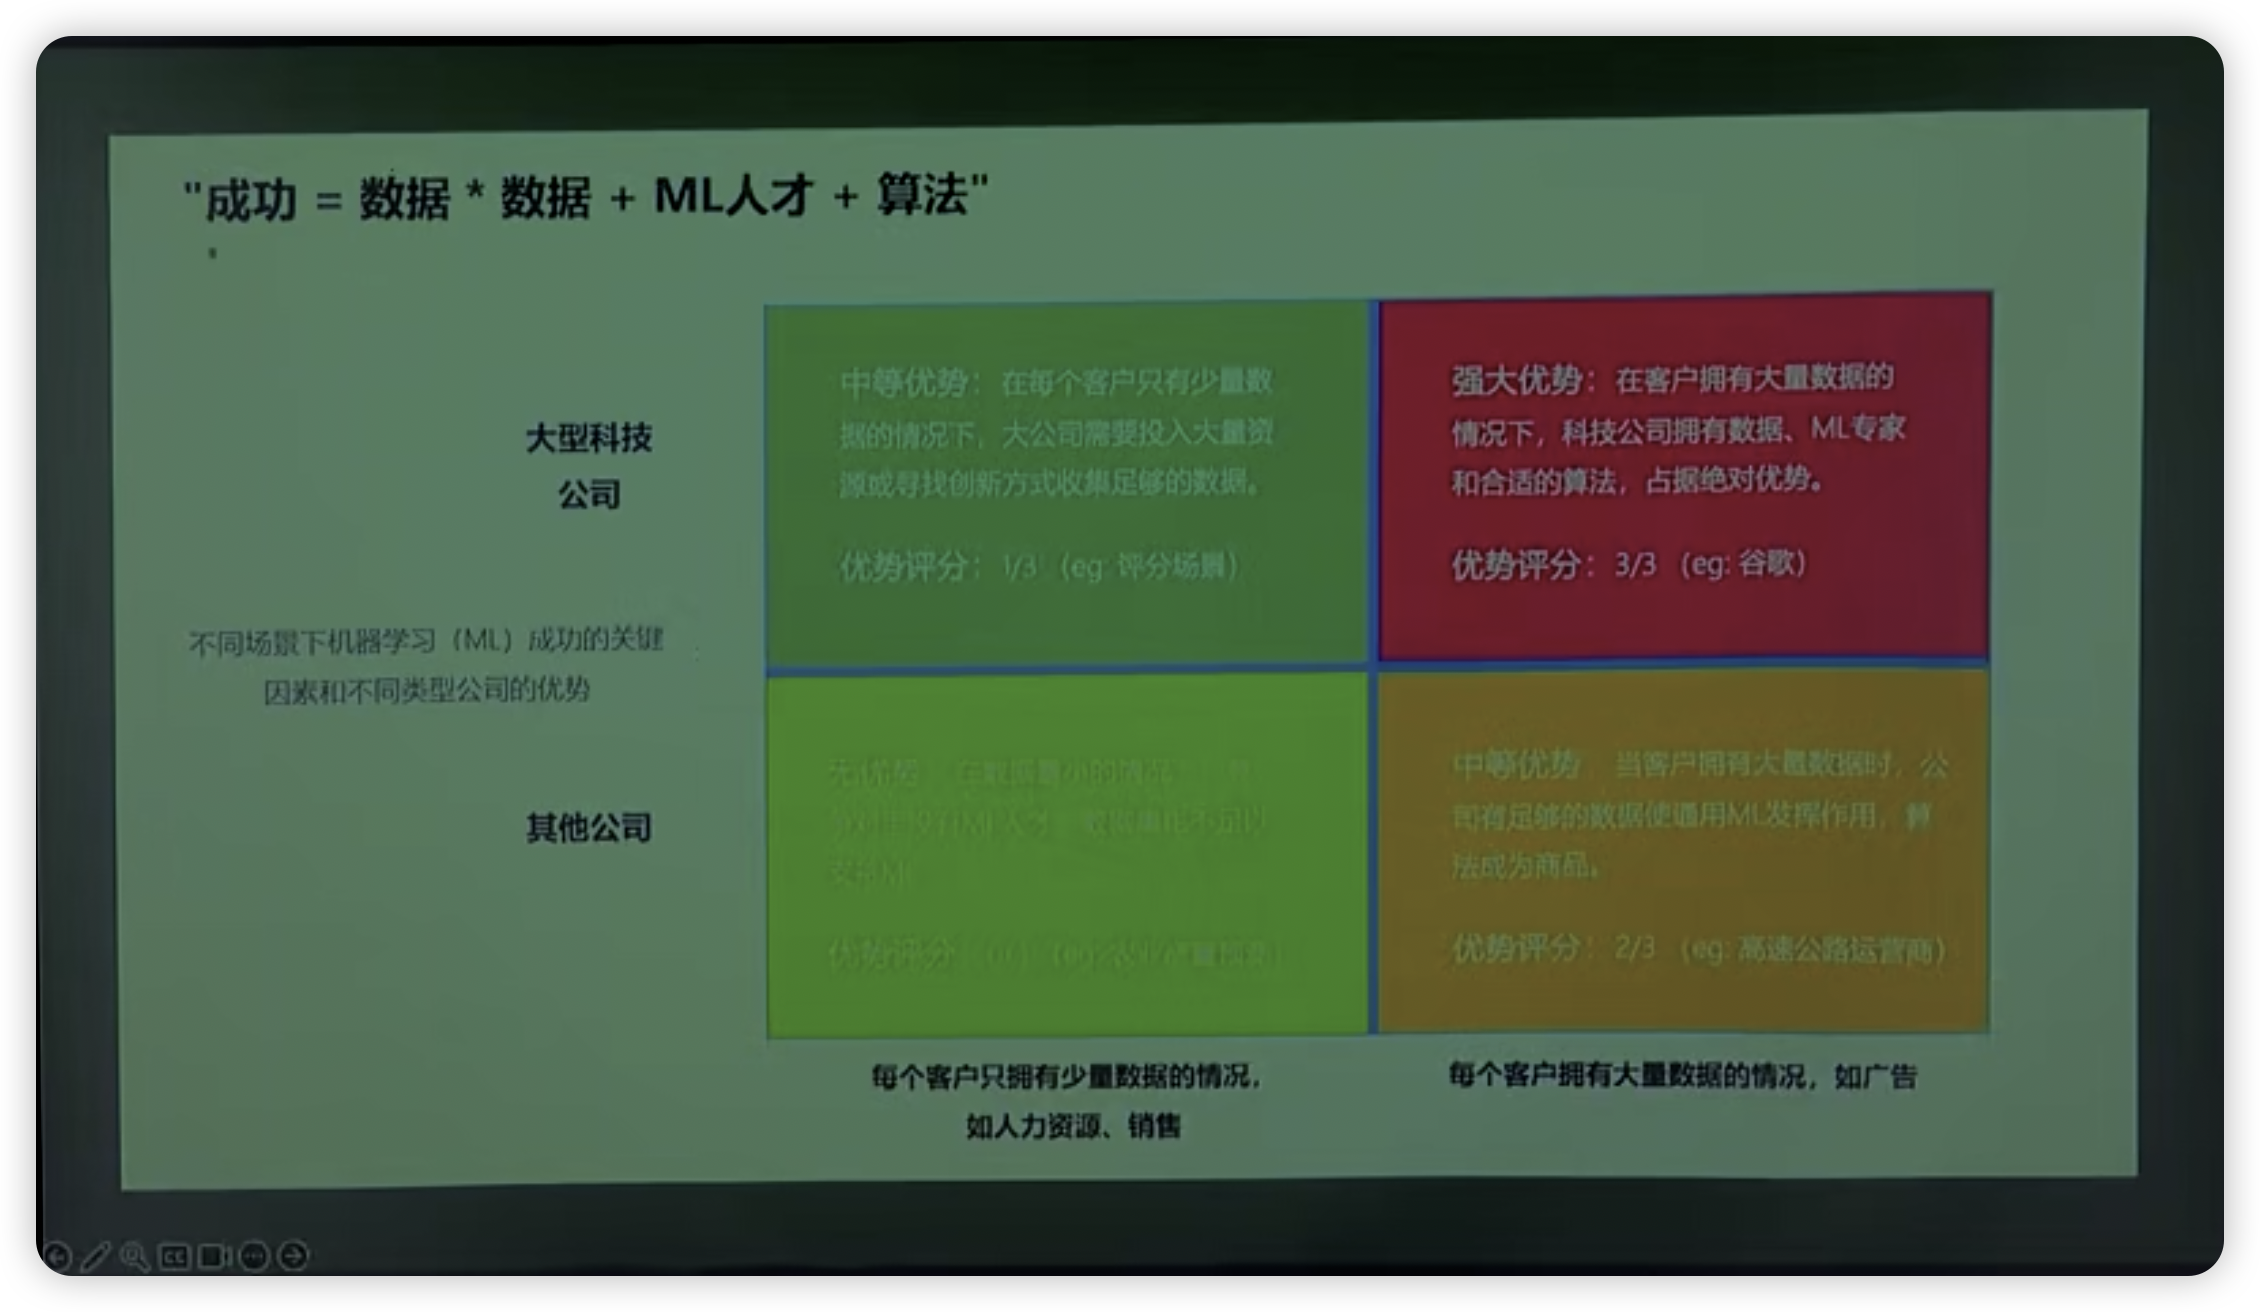 "成功 = 数据 * 数据 + ML人才 + 算法"
大型科技
公司
中等优势：在每个客户只有少量数
据的情况下，大公司需要投入大量资
源或寻找创新方式收集足够的数据。
优势评分：1/3 （eg: 评分场景）
强大优势：在客户拥有大量数据的
情况下，科技公司拥有数据、ML专家
和合适的算法，占据绝对优势。
优势评分：3/3 （eg: 谷歌）
不同场景下机器学习（ML）成功的关键
因素和不同类型公司的优势
其他公司
优势评分
中等优势 当客户拥有大量数据时，公
司有足够的数据使通用ML发挥作用，算
法成为商品。
优势评分：2/3 （eg: 高速公路运营商）
每个客户只拥有少量数据的情况，
如人力资源、销售
每个客户拥有大量数据的情况，如广告
CC